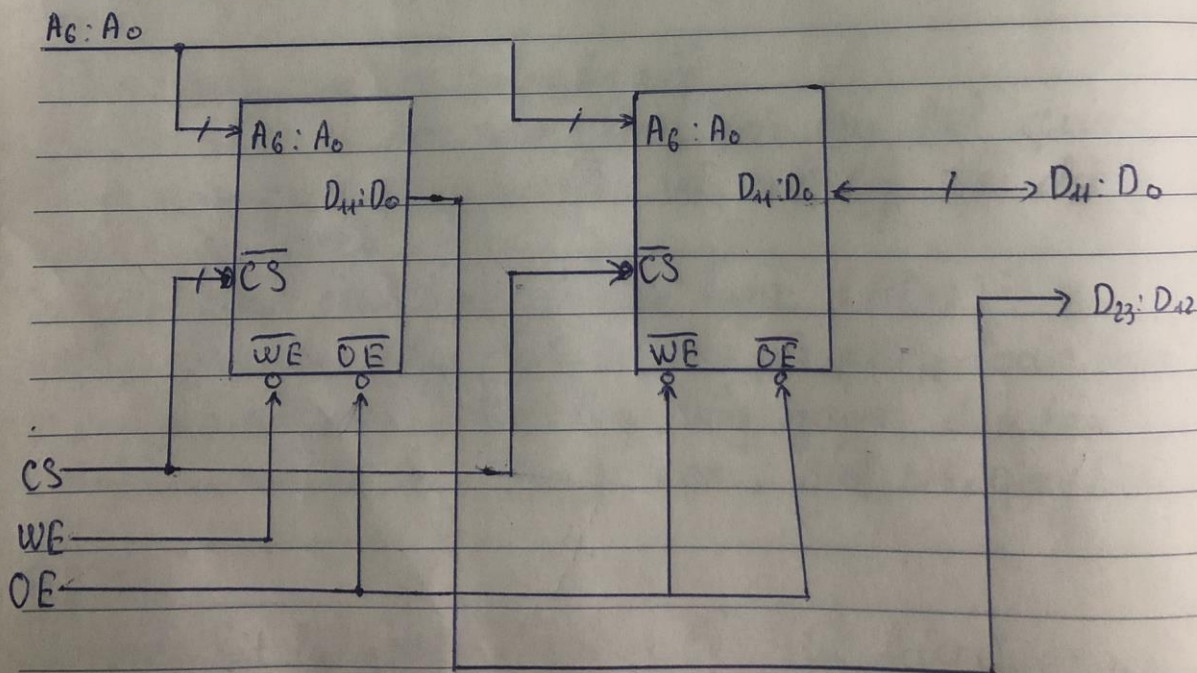 A6 : A0
A6 : A0
D11:D0
CS
WE OE
A6 : A0
D11:D0
CS
WE OE
D11:D0
D23:D12
CS
WE
OE